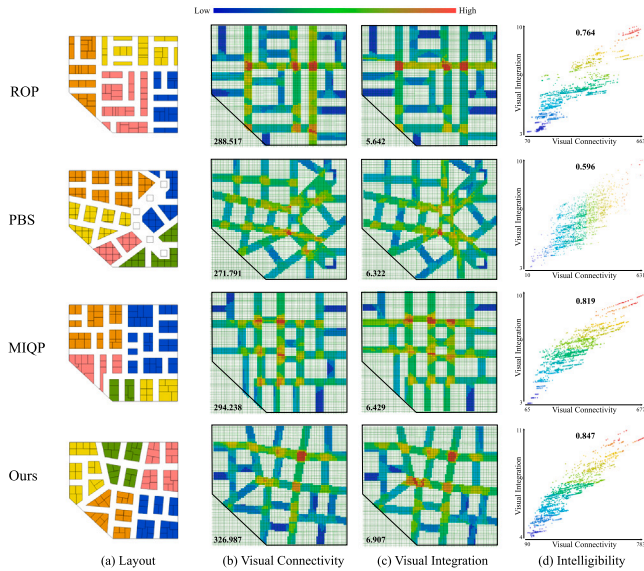 Low High
ROP
288.517
5.642
0.764
10
Visual Integration
70 Visual Connectivity
PBS
271.791
6.322
0.596
10
Visual Integration
3
10 Visual Connectivity
MIQP
294.238
6.429
0.819
10
Visual Integration
3
65 Visual Connectivity 677
Ours
326.987
6.907
0.847
11
Visual Integration
4
90 Visual Connectivity
(a) Layout (b) Visual Connectivity (c) Visual Integration (d) Intelligibility